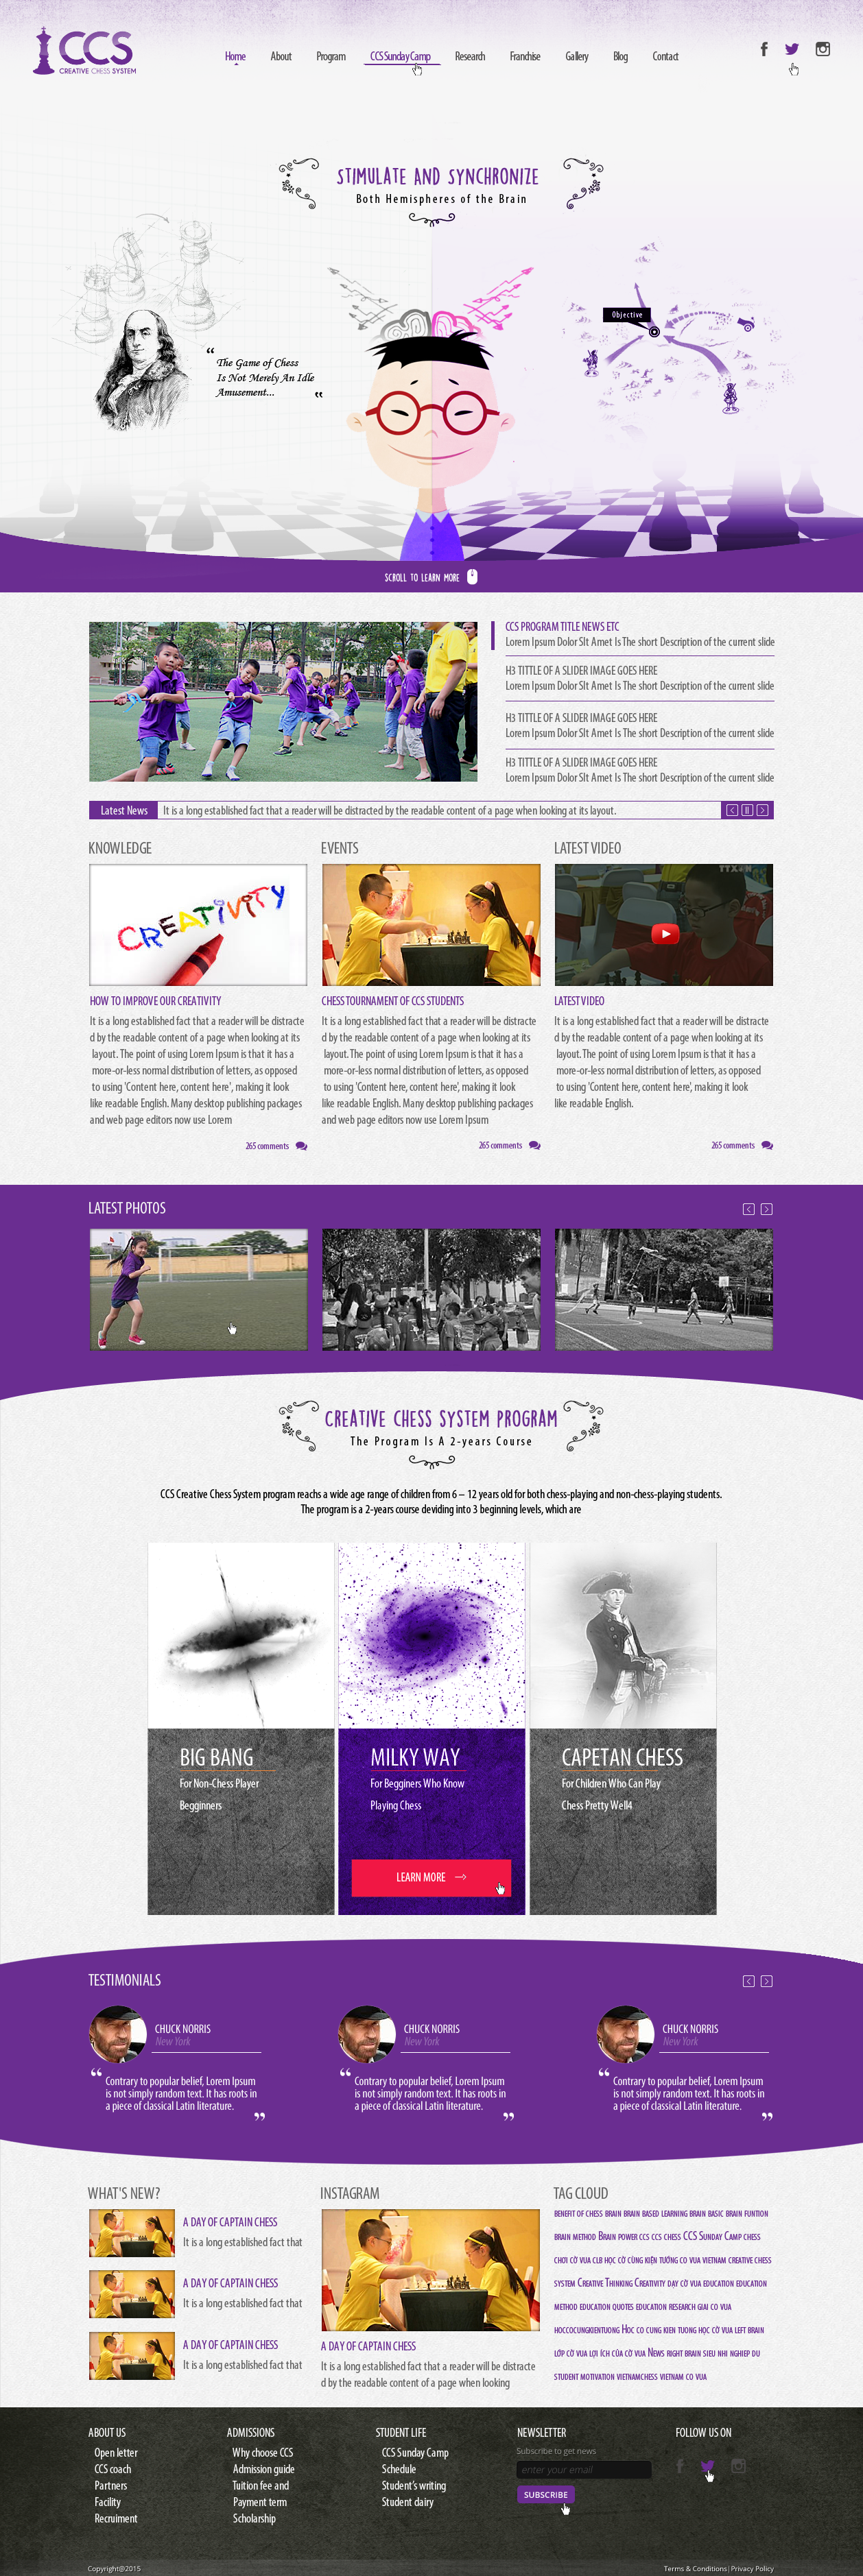 CCS
CREATIVE CHESS SYSTEM
Home About Program CCS Sunday Camp Research Franchise Gallery Blog Contact
STIMULATE AND SYNCHRONIZE
Both Hemispheres of the Brain
Objective
“ The Game of Chess
Is Not Merely An Idle
Amusement... “
SCROLL TO LEARN MORE
CCS PROGRAM TITLE NEWS ETC
Lorem Ipsum Dolor SIt Amet Is The short Description of the current slide
H3 TITTLE OF A SLIDER IMAGE GOES HERE
Lorem Ipsum Dolor SIt Amet Is The short Description of the current slide
H3 TITTLE OF A SLIDER IMAGE GOES HERE
Lorem Ipsum Dolor SIt Amet Is The short Description of the current slide
H3 TITTLE OF A SLIDER IMAGE GOES HERE
Lorem Ipsum Dolor SIt Amet Is The short Description of the current slide
Latest News It is a long established fact that a reader will be distracted by the readable content of a page when looking at its layout.
KNOWLEDGE
CREATIVITY
HOW TO IMPROVE OUR CREATIVITY
It is a long established fact that a reader will be distracte
d by the readable content of a page when looking at its
layout. The point of using Lorem Ipsum is that it has a
more-or-less normal distribution of letters, as opposed
to using 'Content here, content here', making it look
like readable English. Many desktop publishing packages
and web page editors now use Lorem
265 comments
EVENTS
CHESS TOURNAMENT OF CCS STUDENTS
It is a long established fact that a reader will be distracte
d by the readable content of a page when looking at its
layout. The point of using Lorem Ipsum is that it has a
more-or-less normal distribution of letters, as opposed
to using 'Content here, content here', making it look
like readable English. Many desktop publishing packages
and web page editors now use Lorem Ipsum
265 comments
LATEST VIDEO
TTXVN
LATEST VIDEO
It is a long established fact that a reader will be distracte
d by the readable content of a page when looking at its
layout. The point of using Lorem Ipsum is that it has a
more-or-less normal distribution of letters, as opposed
to using 'Content here, content here', making it look
like readable English.
265 comments
LATEST PHOTOS
CREATIVE CHESS SYSTEM PROGRAM
The Program Is A 2-years Course
CCS Creative Chess System program reachs a wide age range of children from 6 – 12 years old for both chess-playing and non-chess-playing students.
The program is a 2-years course deviding into 3 beginning levels, which are
BIG BANG
For Non-Chess Player
Begginners
MILKY WAY
For Begginers Who Know
Playing Chess
LEARN MORE
CAPETAN CHESS
For Children Who Can Play
Chess Pretty Well4
TESTIMONIALS
CHUCK NORRIS
New York
“ Contrary to popular belief, Lorem Ipsum
is not simply random text. It has roots in
a piece of classical Latin literature. ”
CHUCK NORRIS
New York
“ Contrary to popular belief, Lorem Ipsum
is not simply random text. It has roots in
a piece of classical Latin literature. ”
CHUCK NORRIS
New York
“ Contrary to popular belief, Lorem Ipsum
is not simply random text. It has roots in
a piece of classical Latin literature. ”
WHAT'S NEW?
A DAY OF CAPTAIN CHESS
It is a long established fact that
A DAY OF CAPTAIN CHESS
It is a long established fact that
A DAY OF CAPTAIN CHESS
It is a long established fact that
INSTAGRAM
A DAY OF CAPTAIN CHESS
It is a long established fact that a reader will be distracte
d by the readable content of a page when looking
TAG CLOUD
BENEFIT OF CHESS BRAIN BRAIN BASED LEARNING BRAIN BASIC BRAIN FUNTION
BRAIN METHOD BRAIN POWER CCS CCS CHESS CCS SUNDAY CAMP CHESS
CHƠI CỜ VUA CLB HỌC CỜ CÙNG KIỆN TƯỚNG CO VUA VIETNAM CREATIVE CHESS
SYSTEM CREATIVE THINKING CREATIVITY DẠY CỜ VUA EDUCATION EDUCATION
METHOD EDUCATION QUOTES EDUCATION RESEARCH GIAI CO VUA
HOCCOCUNGKIENTUONG HOC CO CUNG KIEN TUONG HỌC CỜ VUA LEFT BRAIN
LỚP CỜ VUA LỢI ÍCH CỦA CỜ VUA NEWS RIGHT BRAIN SIEU NHI NGHIEP DU
STUDENT MOTIVATION VIETNAMCHESS VIETNAM CO VUA
ABOUT US
Open letter
CCS coach
Partners
Facility
Recruiment
ADMISSIONS
Why choose CCS
Admission guide
Tuition fee and
Payment term
Scholarship
STUDENT LIFE
CCS Sunday Camp
Schedule
Student's writing
Student dairy
NEWSLETTER
Subscribe to get news
enter your email
SUBSCRIBE
FOLLOW US ON
Copyright@2015
Terms & Conditions | Privacy Policy